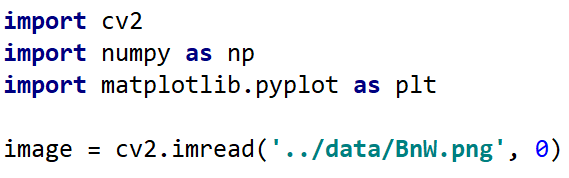 import cv2
import numpy as np
import matplotlib.pyplot as plt
image = cv2.imread('../data/BnW.png', 0)